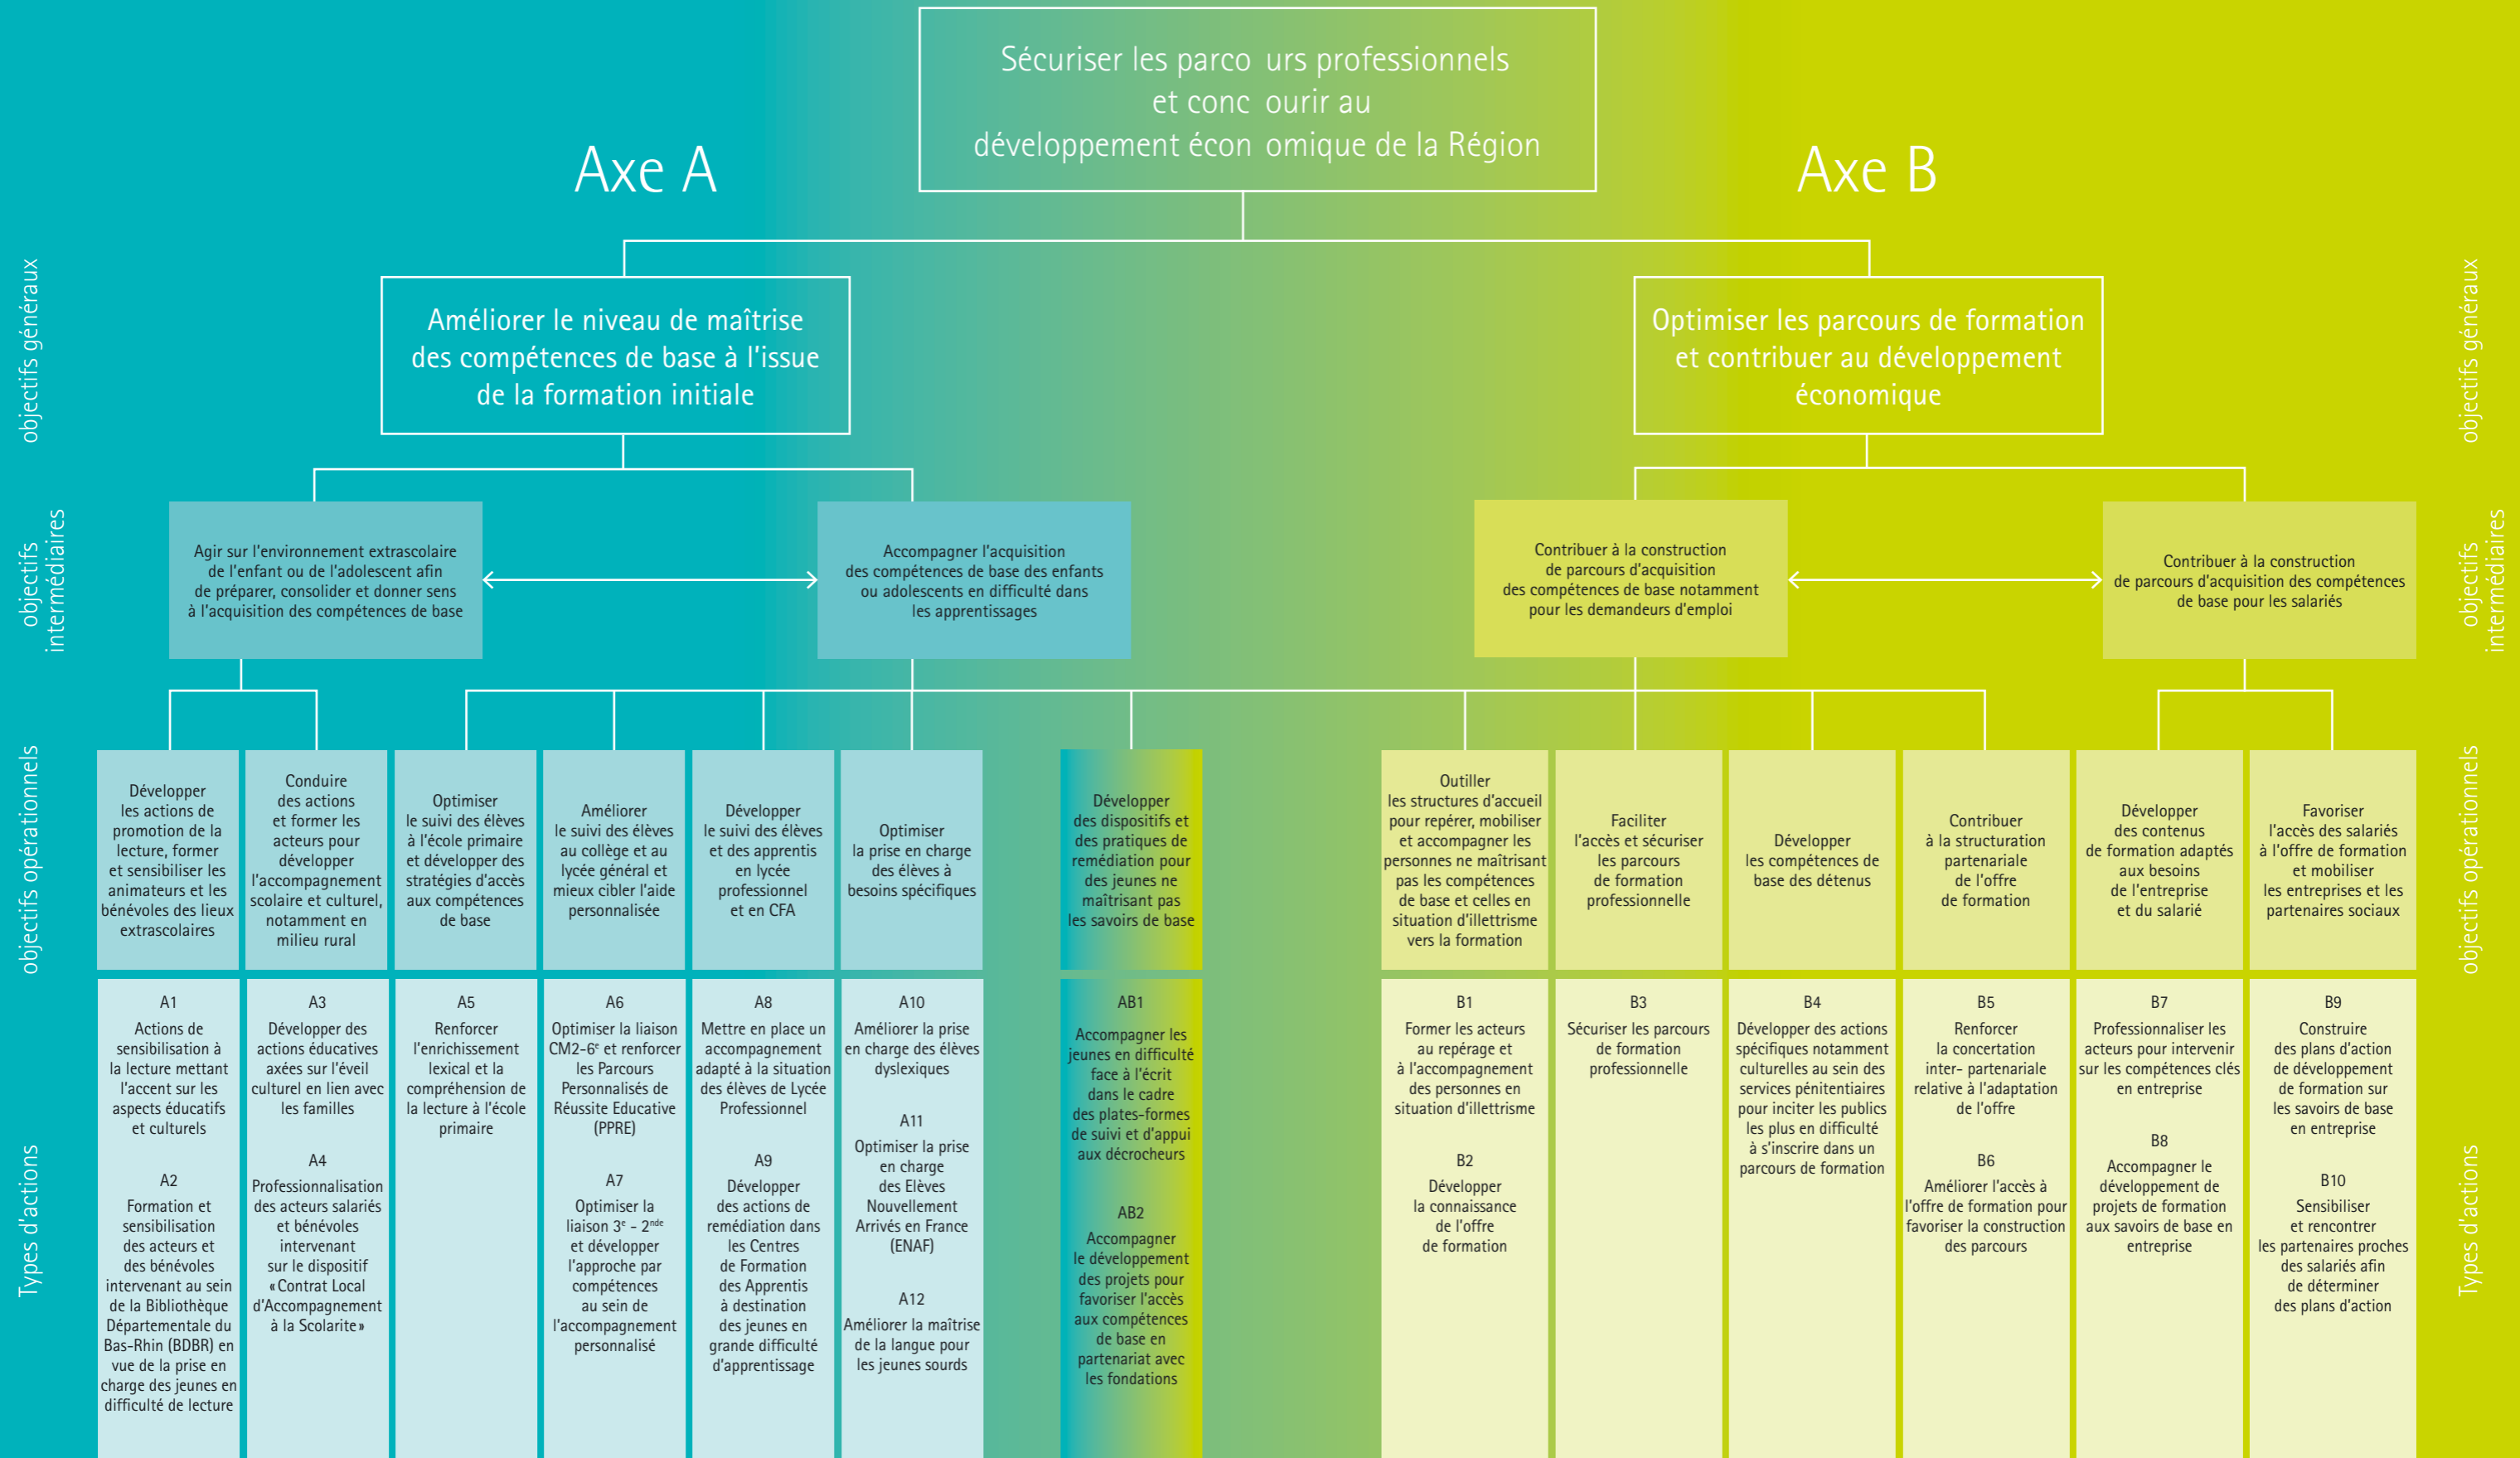 Sécuriser les parco urs professionnels
et conc ourir au
développement écon omique de la Région
Axe A
Axe B
objectifs généraux
Améliorer le niveau de maîtrise
des compétences de base à l'issue
de la formation initiale
Optimiser les parcours de formation
et contribuer au développement
économique
objectifs généraux
objectifs
intermédiaires
Agir sur l'environnement extrascolaire
de l'enfant ou de l'adolescent afin
de préparer, consolider et donner sens
à l'acquisition des compétences de base
Accompagner l'acquisition
des compétences de base des enfants
ou adolescents en difficulté dans
les apprentissages
Contribuer à la construction
de parcours d'acquisition
des compétences de base notamment
pour les demandeurs d'emploi
Contribuer à la construction
de parcours d'acquisition des compétences
de base pour les salariés
objectifs
intermédiaires
objectifs opérationnels
Développer
les actions de
promotion de la
lecture, former
et sensibiliser les
animateurs et les
bénévoles des lieux
extrascolaires
Conduire
des actions
et former les
acteurs pour
développer
l'accompagnement
scolaire et culturel,
notamment en
milieu rural
Optimiser
le suivi des élèves
à l'école primaire
et développer des
stratégies d'accès
aux compétences
de base
Améliorer
le suivi des élèves
au collège et au
lycée général et
mieux cibler l'aide
personnalisée
Développer
le suivi des élèves
et des apprentis
en lycée
professionnel
et en CFA
Optimiser
la prise en charge
des élèves à
besoins spécifiques
Développer
des dispositifs et
des pratiques de
remédiation pour
des jeunes ne
maîtrisant pas
les savoirs de base
Outiller
les structures d'accueil
pour repérer, mobiliser
et accompagner les
personnes ne maîtrisant
pas les compétences
de base et celles en
situation d'illettrisme
vers la formation
Faciliter
l'accès et sécuriser
les parcours
de formation
professionnelle
Développer
les compétences de
base des détenus
Contribuer
à la structuration
partenariale
de l'offre
de formation
Développer
des contenus
de formation adaptés
aux besoins
de l'entreprise
et du salarié
Favoriser
l'accès des salariés
à l'offre de formation
et mobiliser
les entreprises et les
partenaires sociaux
objectifs opérationnels
Types d'actions
A1
Actions de
sensibilisation à
la lecture mettant
l'accent sur les
aspects éducatifs
et culturels
A2
Formation et
sensibilisation
des acteurs et
des bénévoles
intervenant au sein
de la Bibliothèque
Départementale du
Bas-Rhin (BDBR) en
vue de la prise en
charge des jeunes en
difficulté de lecture
A3
Développer des
actions éducatives
axées sur l'éveil
culturel en lien avec
les familles
A4
Professionnalisation
des acteurs salariés
et bénévoles
intervenant
sur le dispositif
«Contrat Local
d'Accompagnement
à la Scolarite»
A5
Renforcer
l'enrichissement
lexical et la
compréhension de
la lecture à l'école
primaire
A6
Optimiser la liaison
CM2-6e et renforcer
les Parcours
Personnalisés de
Réussite Educative
(PPRE)
A7
Optimiser la
liaison 3e - 2nde
et développer
l'approche par
compétences
au sein de
l'accompagnement
personnalisé
A8
Mettre en place un
accompagnement
adapté à la situation
des élèves de Lycée
Professionnel
A9
Développer
des actions de
remédiation dans
les Centres
de Formation
des Apprentis
à destination
des jeunes en
grande difficulté
d'apprentissage
A10
Améliorer la prise
en charge des élèves
dyslexiques
A11
Optimiser la prise
en charge
des Elèves
Nouvellement
Arrivés en France
(ENAF)
A12
Améliorer la maîtrise
de la langue pour
les jeunes sourds
AB1
Accompagner les
jeunes en difficulté
face à l'écrit
dans le cadre
des plates-formes
de suivi et d'appui
aux décrocheurs
AB2
Accompagner
le développement
des projets pour
favoriser l'accès
aux compétences
de base en
partenariat avec
les fondations
B1
Former les acteurs
au repérage et
à l'accompagnement
des personnes en
situation d'illettrisme
B2
Développer
la connaissance
de l'offre
de formation
B3
Sécuriser les parcours
de formation
professionnelle
B4
Développer des actions
spécifiques notamment
culturelles au sein des
services pénitentiaires
pour inciter les publics
les plus en difficulté
à s'inscrire dans un
parcours de formation
B5
Renforcer
la concertation
inter- partenariale
relative à l'adaptation
de l'offre
B6
Améliorer l'accès à
l'offre de formation pour
favoriser la construction
des parcours
B7
Professionnaliser les
acteurs pour intervenir
sur les compétences clés
en entreprise
B8
Accompagner le
développement de
projets de formation
aux savoirs de base en
entreprise
B9
Construire
des plans d'action
de développement
de formation sur
les savoirs de base
en entreprise
B10
Sensibiliser
et rencontrer
les partenaires proches
des salariés afin
de déterminer
des plans d'action
Types d'actions